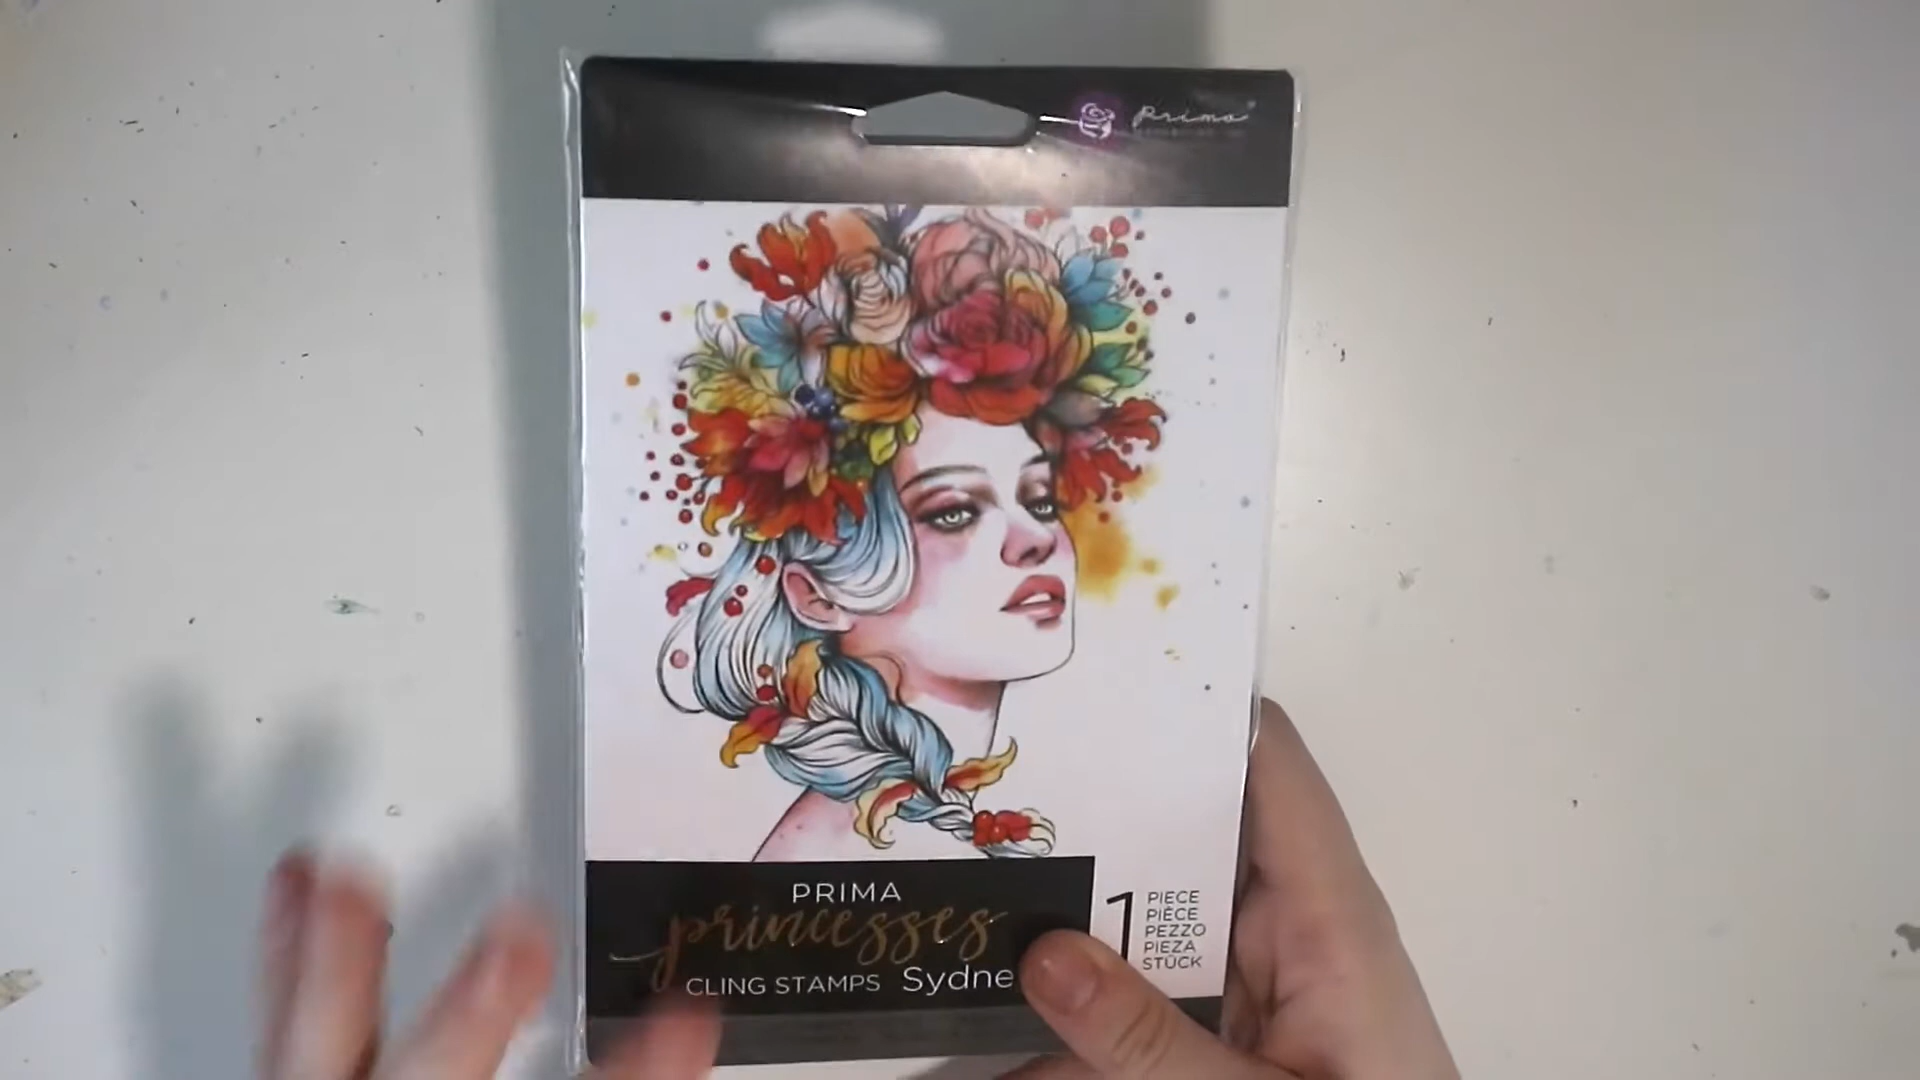 Prima
PRIMA
princesses
CLING STAMPS Sydne
1
PIECE
PIÈCE
PEZZO
PIEZA
STÜCK